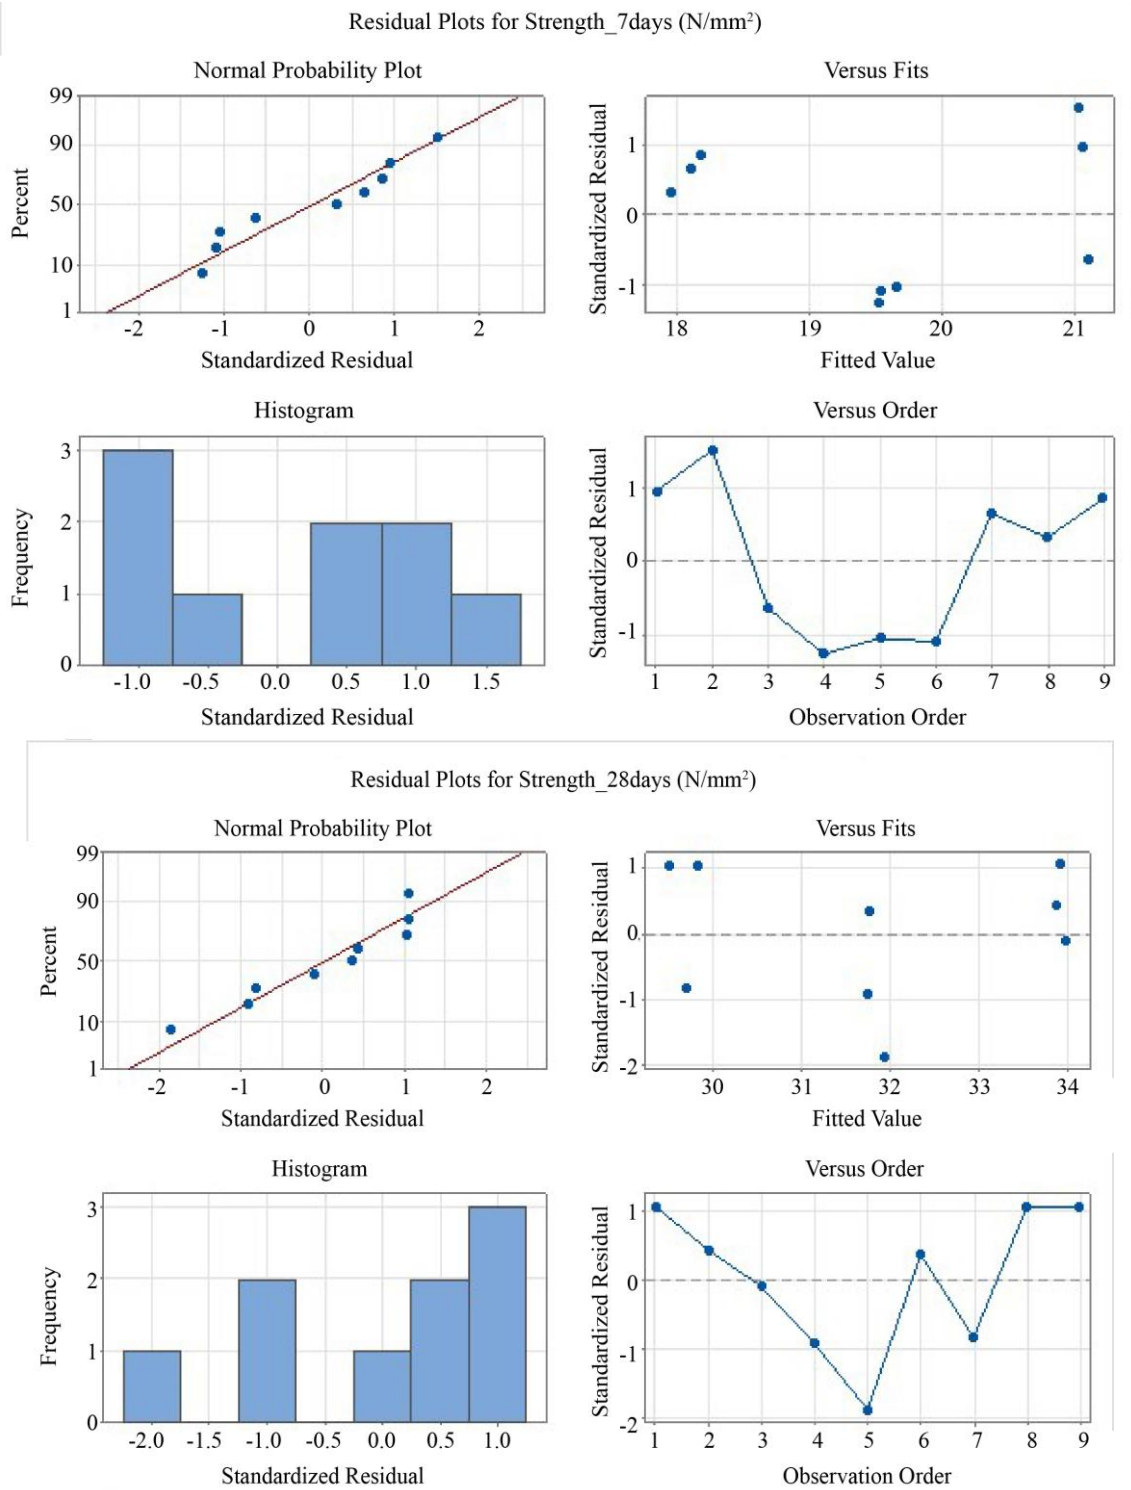 Residual Plots for Strength_7days (N/mm²)
Normal Probability Plot
99
90
50
10
1
Percent
-2 -1 0 1 2
Standardized Residual
Versus Fits
1
0
-1
Standardized Residual
18 19 20 21
Fitted Value
Histogram
3
2
1
0
Frequency
-1.0 -0.5 0.0 0.5 1.0 1.5
Standardized Residual
Versus Order
1
0
-1
Standardized Residual
1 2 3 4 5 6 7 8 9
Observation Order
Residual Plots for Strength_28days (N/mm²)
Normal Probability Plot
99
90
50
10
1
Percent
-2 -1 0 1 2
Standardized Residual
Versus Fits
1
0
-1
-2
Standardized Residual
30 31 32 33 34
Fitted Value
Histogram
3
2
1
0
Frequency
-2.0 -1.5 -1.0 -0.5 0.0 0.5 1.0
Standardized Residual
Versus Order
1
0
-1
-2
Standardized Residual
1 2 3 4 5 6 7 8 9
Observation Order